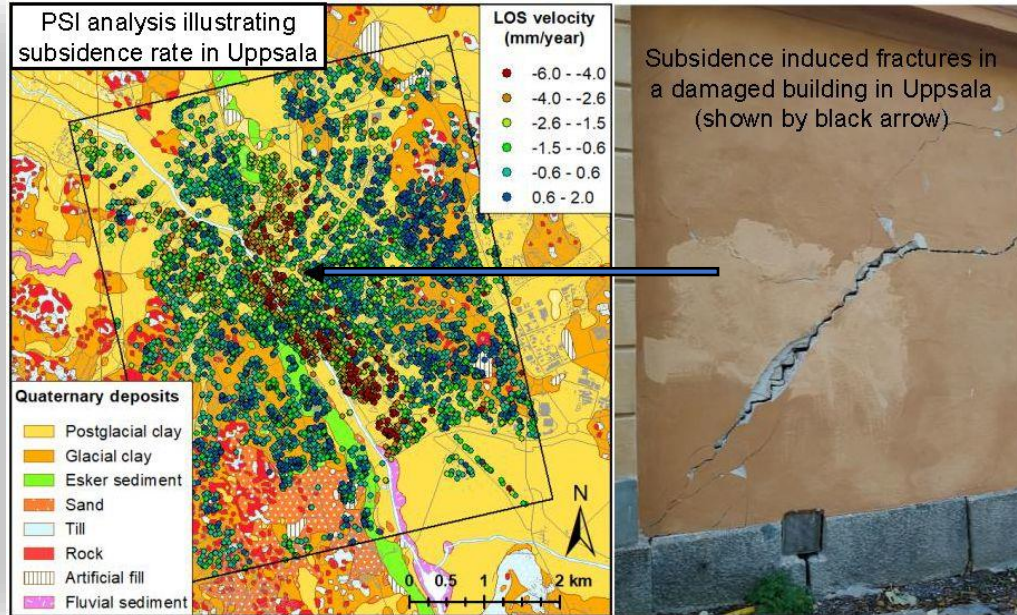 PSI analysis illustrating
subsidence rate in Uppsala
LOS velocity
(mm/year)
-6.0 - -4.0
-4.0 - -2.6
-2.6 - -1.5
-1.5 - -0.6
-0.6 - 0.6
0.6 - 2.0
Quaternary deposits
Postglacial clay
Glacial clay
Esker sediment
Sand
Till
Rock
Artificial fill
Fluvial sediment
N
0 0.5 1 2 km
Subsidence induced fractures in
a damaged building in Uppsala
(shown by black arrow)